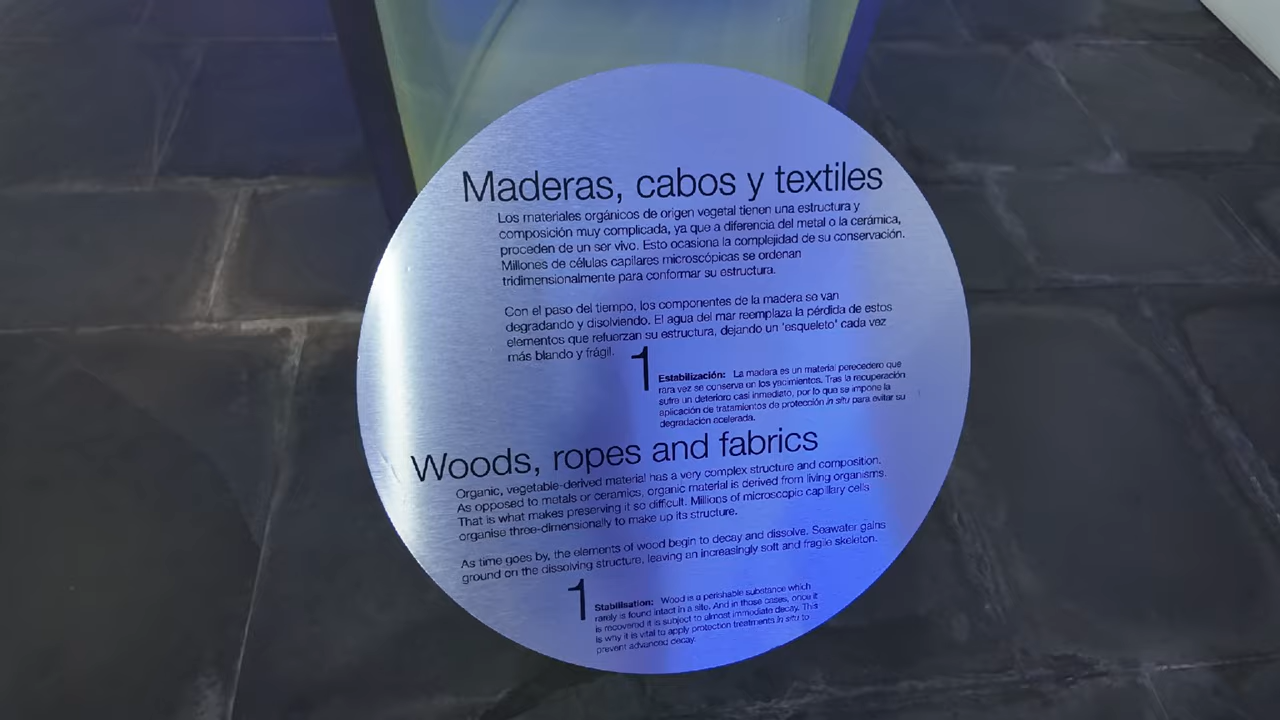 Maderas, cabos y textiles
Los materiales orgánicos de origen vegetal tienen una estructura y
composición muy complicada, ya que a diferencia del metal o la cerámica,
proceden de un ser vivo. Esto ocasiona la complejidad de su conservación.
Millones de células capilares microscópicas se ordenan
tridimensionalmente para conformar su estructura.
Con el paso del tiempo, los componentes de la madera se van
degradando y disolviendo. El agua del mar reemplaza la pérdida de estos
elementos que refuerzan su estructura, dejando un 'esqueleto' cada vez
más blando y frágil.
1
Estabilización: La madera es un material perecedero que
rara vez se conserva en los yacimientos. Tras la recuperación
sufre un deterioro casi inmediato, por lo que se impone la
aplicación de tratamientos de protección in situ para evitar su
degradación acelerada.
Woods, ropes and fabrics
Organic, vegetable-derived material has a very complex structure and composition.
As opposed to metals or ceramics, organic material is derived from living organisms.
That is what makes preserving it so difficult. Millions of microscopic capillary cells
organise three-dimensionally to make up its structure.
As time goes by, the elements of wood begin to decay and dissolve. Seawater gains
ground on the dissolving structure, leaving an increasingly soft and fragile skeleton.
1
Stabilisation: Wood is a perishable substance which
rarely is found intact in a site. And in those cases, once it
is recovered it is subject to almost immediate decay. This
is why it is vital to apply protection treatments in situ to
prevent advanced decay.